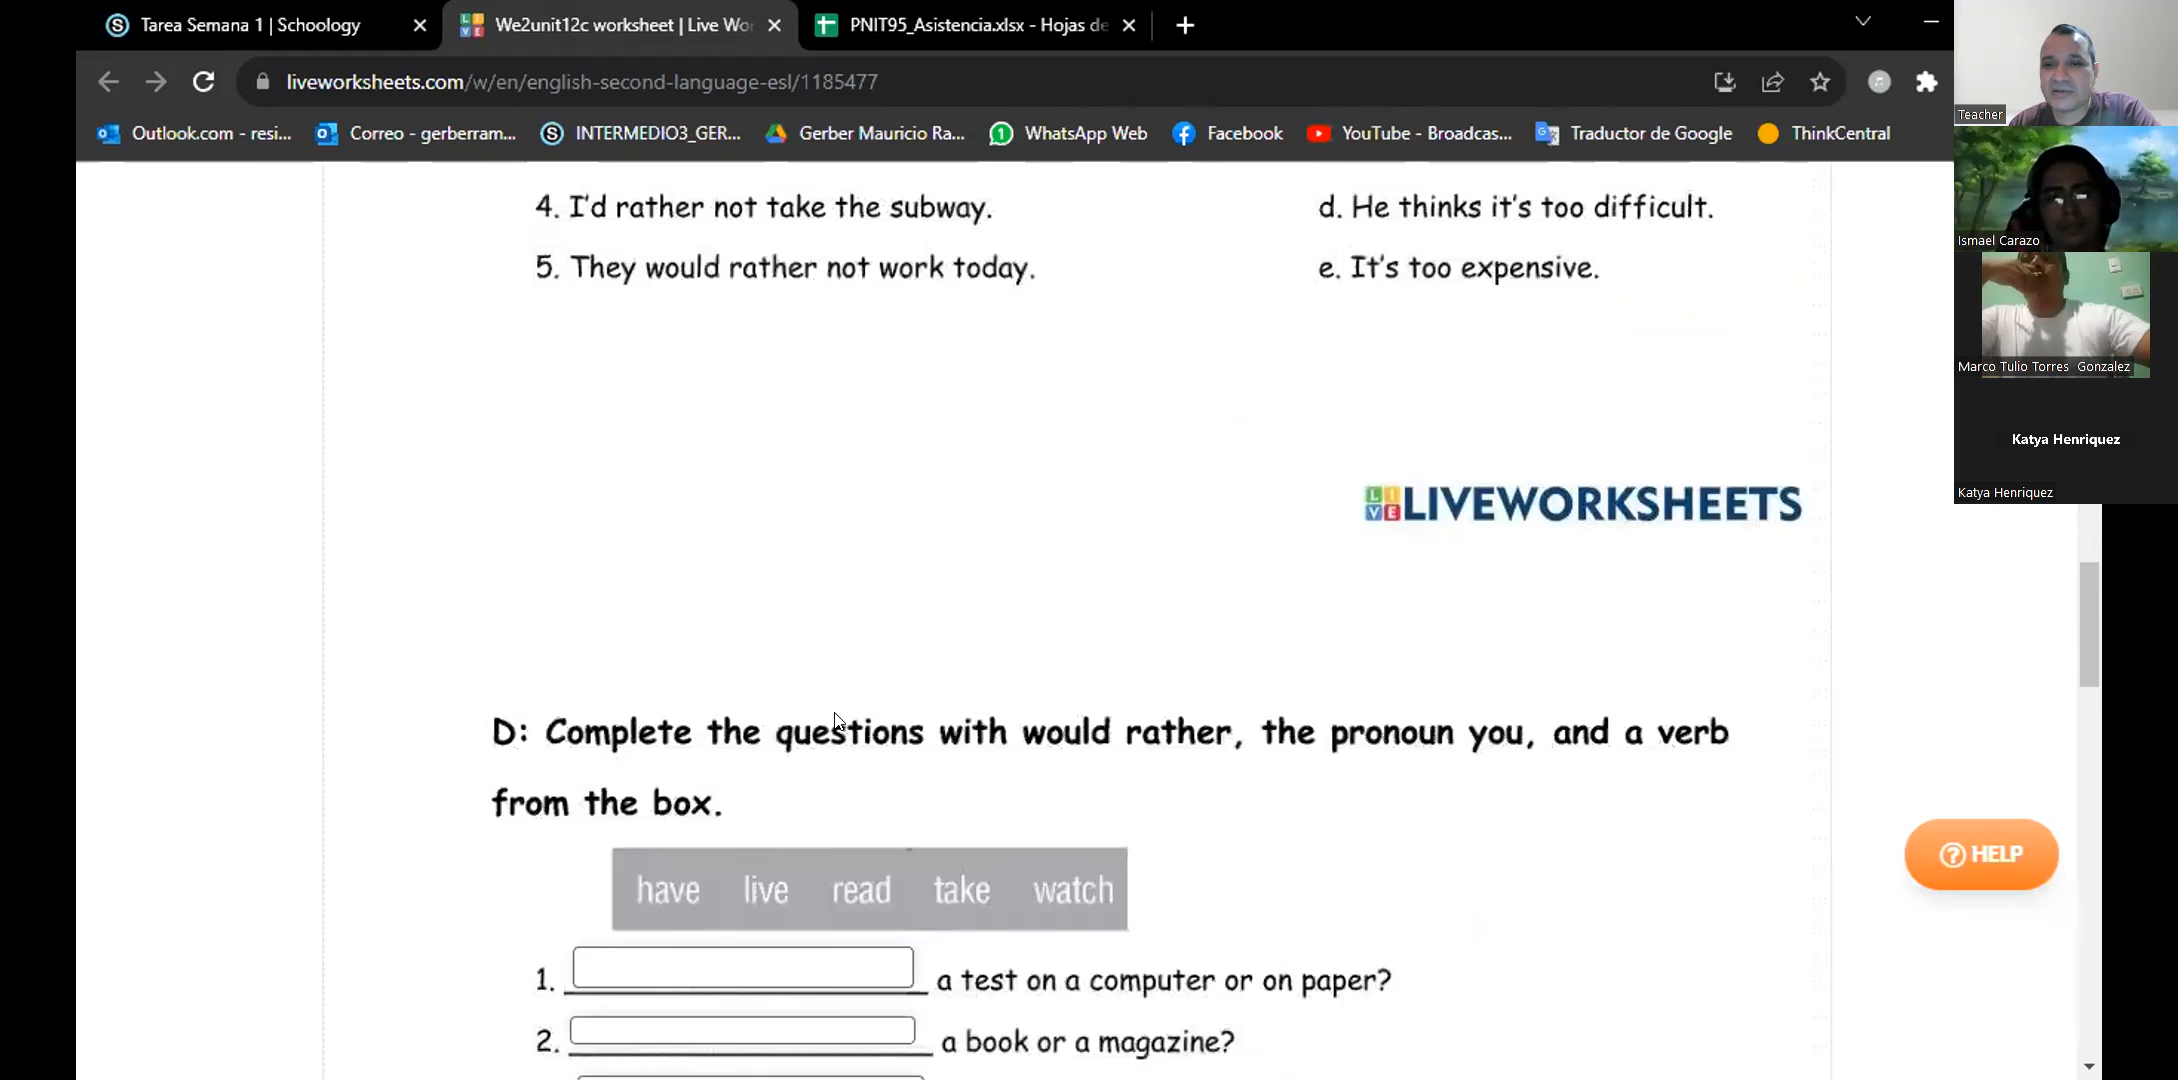 Tarea Semana 1 | Schoology
We2unit12c worksheet | Live Wo
PNIT95_Asistencia.xlsx - Hojas de
liveworksheets.com/w/en/english-second-language-esl/1185477
Outlook.com - resi...
Correo - gerberram...
INTERMEDIO3_GER...
Gerber Mauricio Ra...
WhatsApp Web
Facebook
YouTube - Broadcas...
Traductor de Google
ThinkCentral
Teacher
Ismael Carazo
Marco Tulio Torres Gonzalez
Katya Henriquez
Katya Henriquez
4. I'd rather not take the subway.
d. He thinks it's too difficult.
5. They would rather not work today.
e. It's too expensive.
LIVE LIVEWORKSHEETS
D: Complete the questions with would rather, the pronoun you, and a verb
from the box.
have live read take watch
1. a test on a computer or on paper?
2. a book or a magazine?
HELP